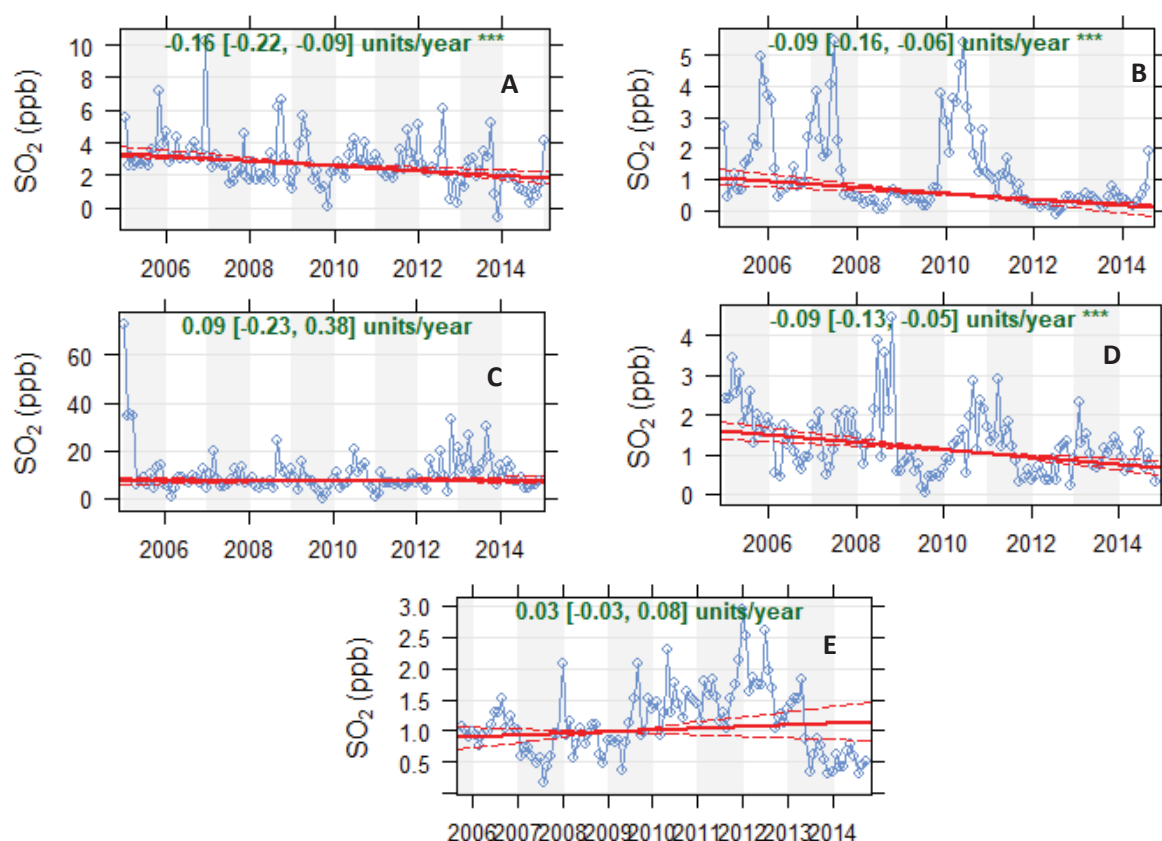 -0.16 [-0.22, -0.09] units/year ***
A
SO2 (ppb)
10
8
6
4
2
0
2006 2008 2010 2012 2014
-0.09 [-0.16, -0.06] units/year ***
B
SO2 (ppb)
5
4
3
2
1
0
2006 2008 2010 2012 2014
0.09 [-0.23, 0.38] units/year
C
SO2 (ppb)
60
40
20
0
2006 2008 2010 2012 2014
-0.09 [-0.13, -0.05] units/year ***
D
SO2 (ppb)
4
3
2
1
0
2006 2008 2010 2012 2014
0.03 [-0.03, 0.08] units/year
E
SO2 (ppb)
3.0
2.5
2.0
1.5
1.0
0.5
2006 2007 2008 2009 2010 2011 2012 2013 2014